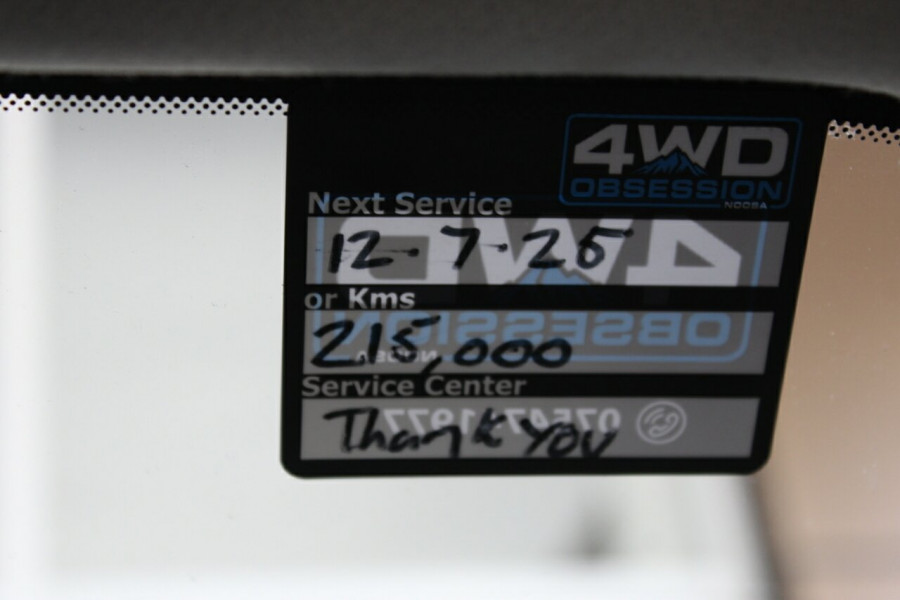 4WD
OBSESSION
NOOSA
Next Service
12-7-25
or Kms
215,000
Service Center
Thank you